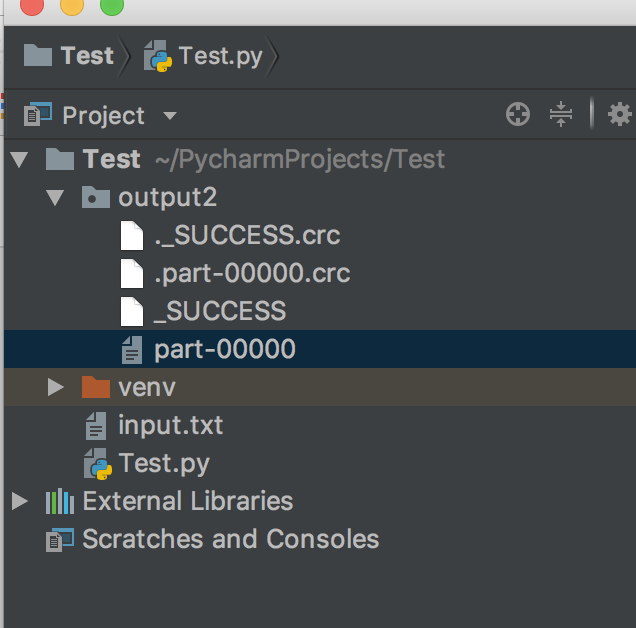 Test Test.py
Project
Test ~/PycharmProjects/Test
output2
._SUCCESS.crc
.part-00000.crc
_SUCCESS
part-00000
venv
input.txt
Test.py
External Libraries
Scratches and Consoles